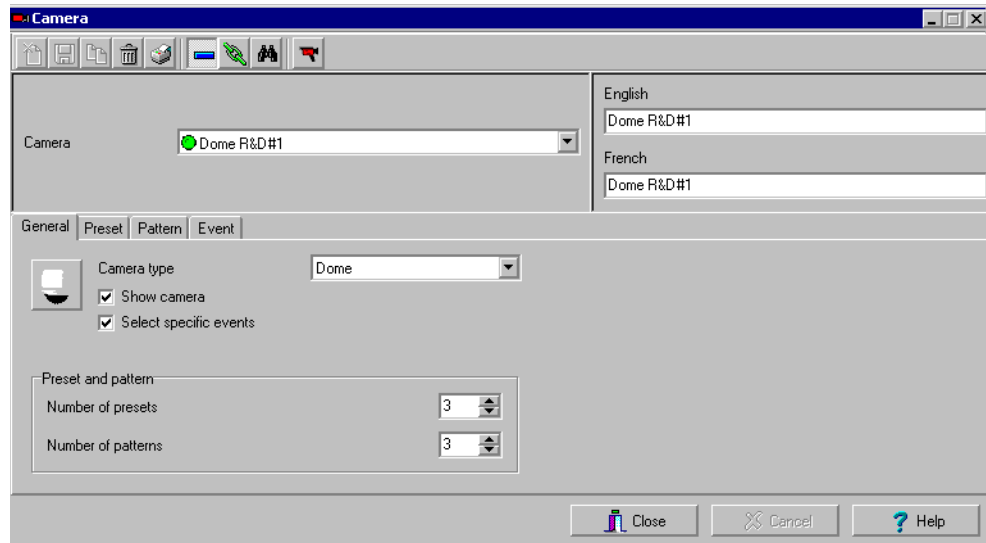 Camera
Camera
Dome R&D#1
English
Dome R&D#1
French
Dome R&D#1
General Preset Pattern Event
Camera type Dome
Show camera
Select specific events
Preset and pattern
Number of presets 3
Number of patterns 3
Close Cancel ? Help